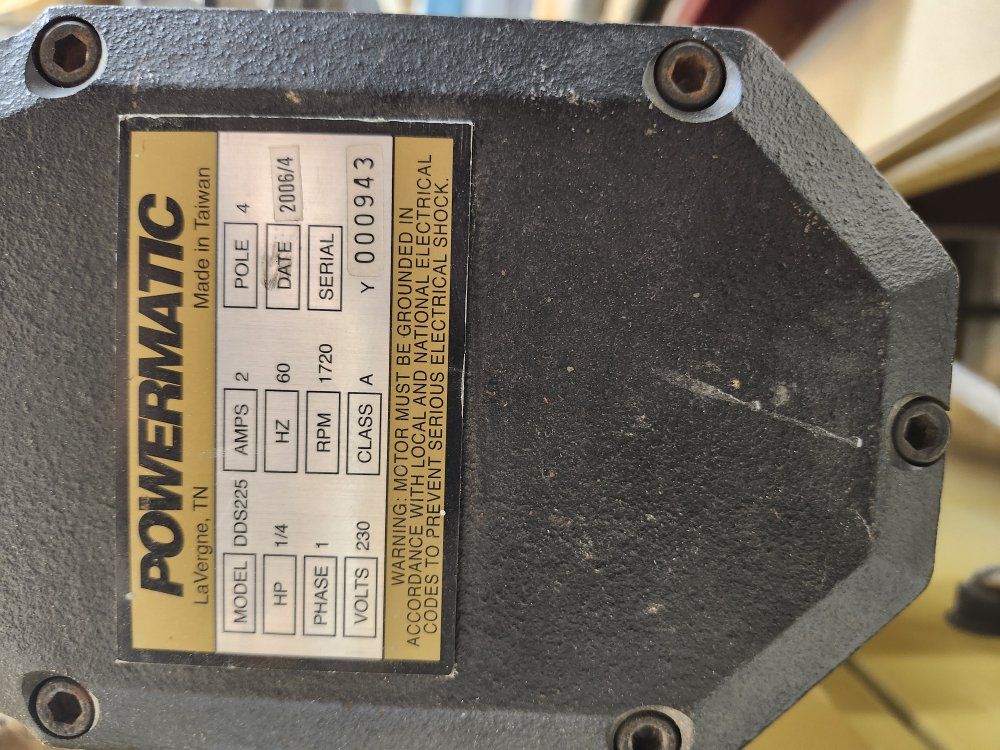 POWERMATIC
LaVergne, TN Made in Taiwan
MODEL DDS225 AMPS 2 POLE 4
HP 1/4 HZ 60 DATE 2006/4
PHASE 1 RPM 1720 SERIAL
VOLTS 230 CLASS A Y 000943
WARNING: MOTOR MUST BE GROUNDED IN
ACCORDANCE WITH LOCAL AND NATIONAL ELECTRICAL
CODES TO PREVENT SERIOUS ELECTRICAL SHOCK.